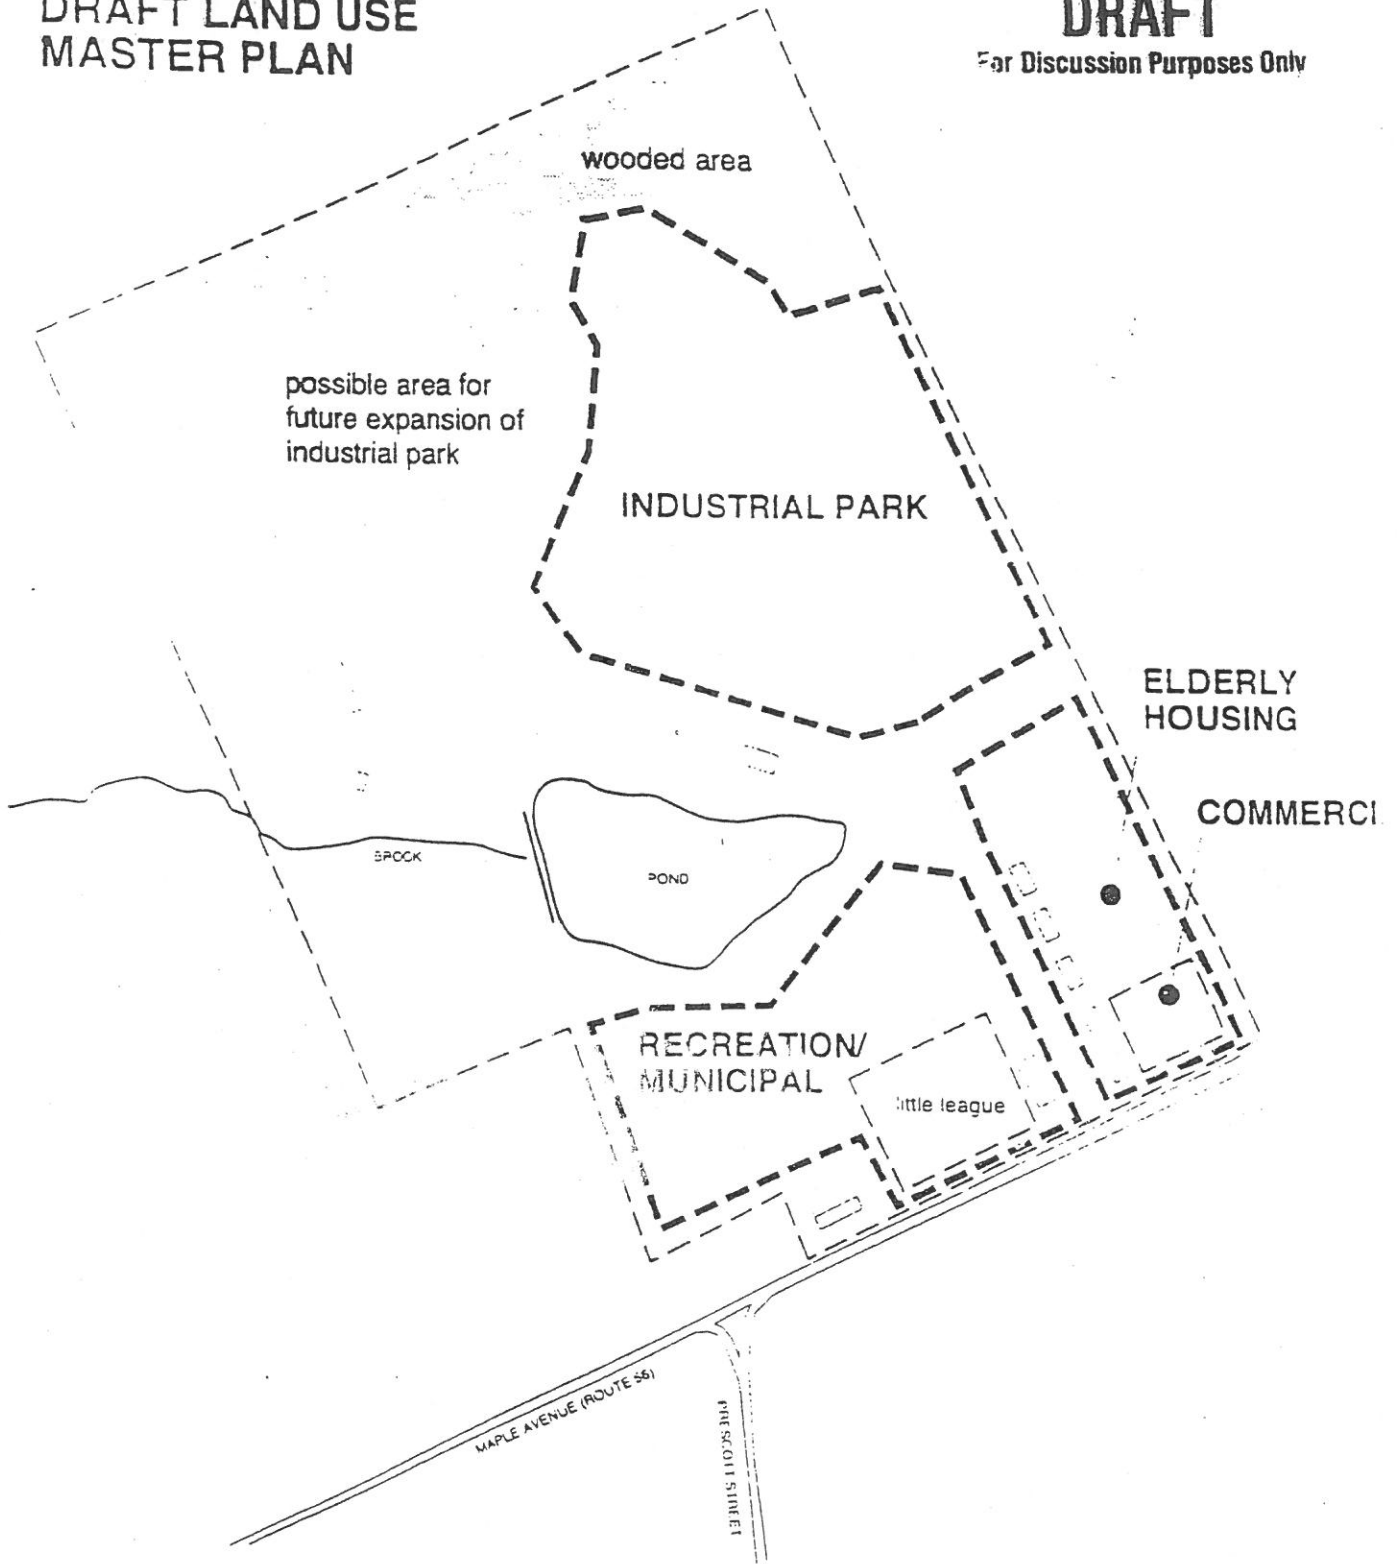 DRAFT LAND USE
MASTER PLAN
DRAFT
For Discussion Purposes Only
wooded area
possible area for
future expansion of
industrial park
INDUSTRIAL PARK
ELDERLY
HOUSING
COMMERCI
BROOK
POND
RECREATION/
MUNICIPAL
little league
MAPLE AVENUE (ROUTE 56)
PRESCOTT STREET